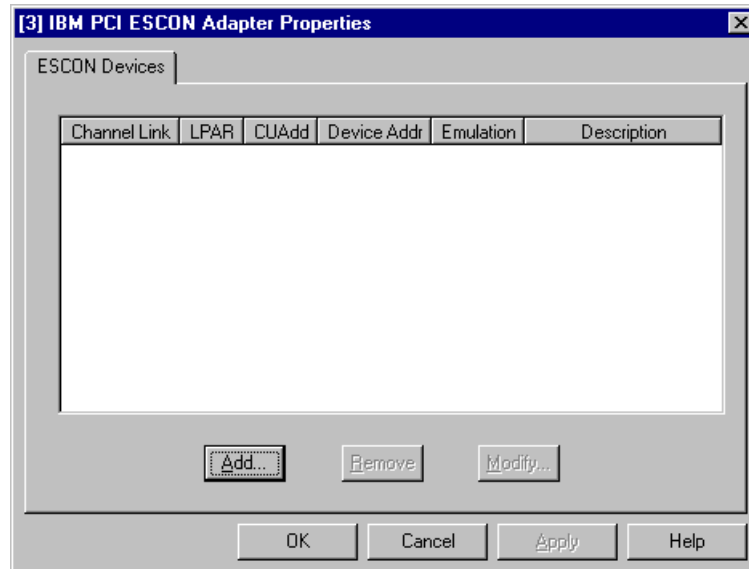 [3] IBM PCI ESCON Adapter Properties
ESCON Devices
Channel Link LPAR CUAdd Device Addr Emulation Description
Add... Remove Modify...
OK Cancel Apply Help